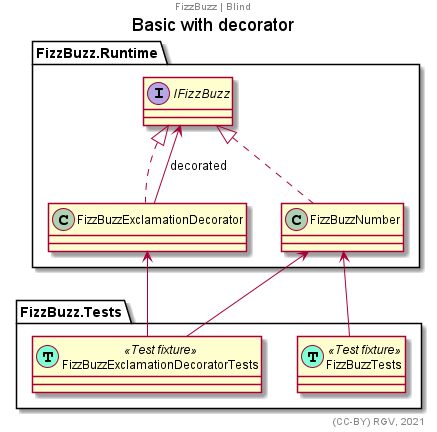 FizzBuzz | Blind
Basic with decorator
FizzBuzz.Runtime
I IFizzBuzz
decorated
C FizzBuzzExclamationDecorator
C FizzBuzzNumber
FizzBuzz.Tests
T «Test fixture»
FizzBuzzExclamationDecoratorTests
T «Test fixture»
FizzBuzzTests
(CC-BY) RGV, 2021